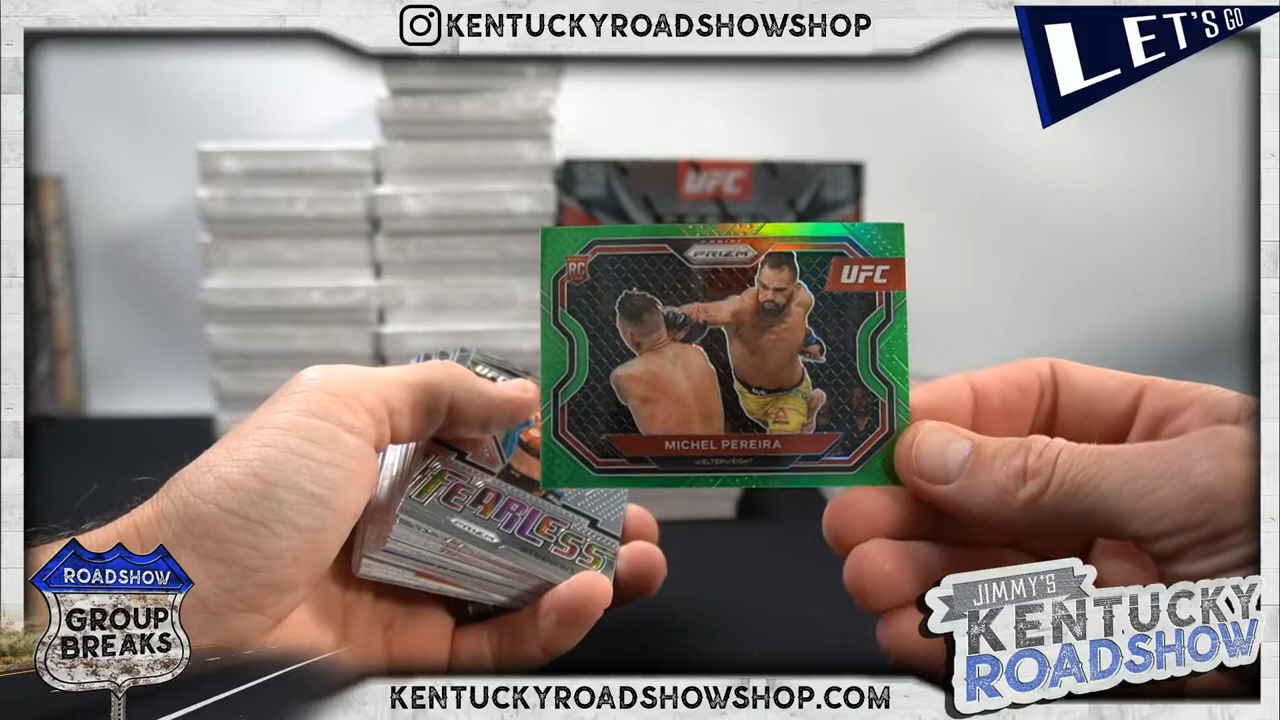 KENTUCKYROADSHOWSHOP
LET'S GO
UFC
PANINI
PRIZM
RC
UFC
MICHEL PEREIRA
WELTERWEIGHT
FEARLESS
PRIZM
ROADSHOW
GROUP
BREAKS
JIMMY'S
KENTUCKY
ROADSHOW
KENTUCKYROADSHOWSHOP.COM